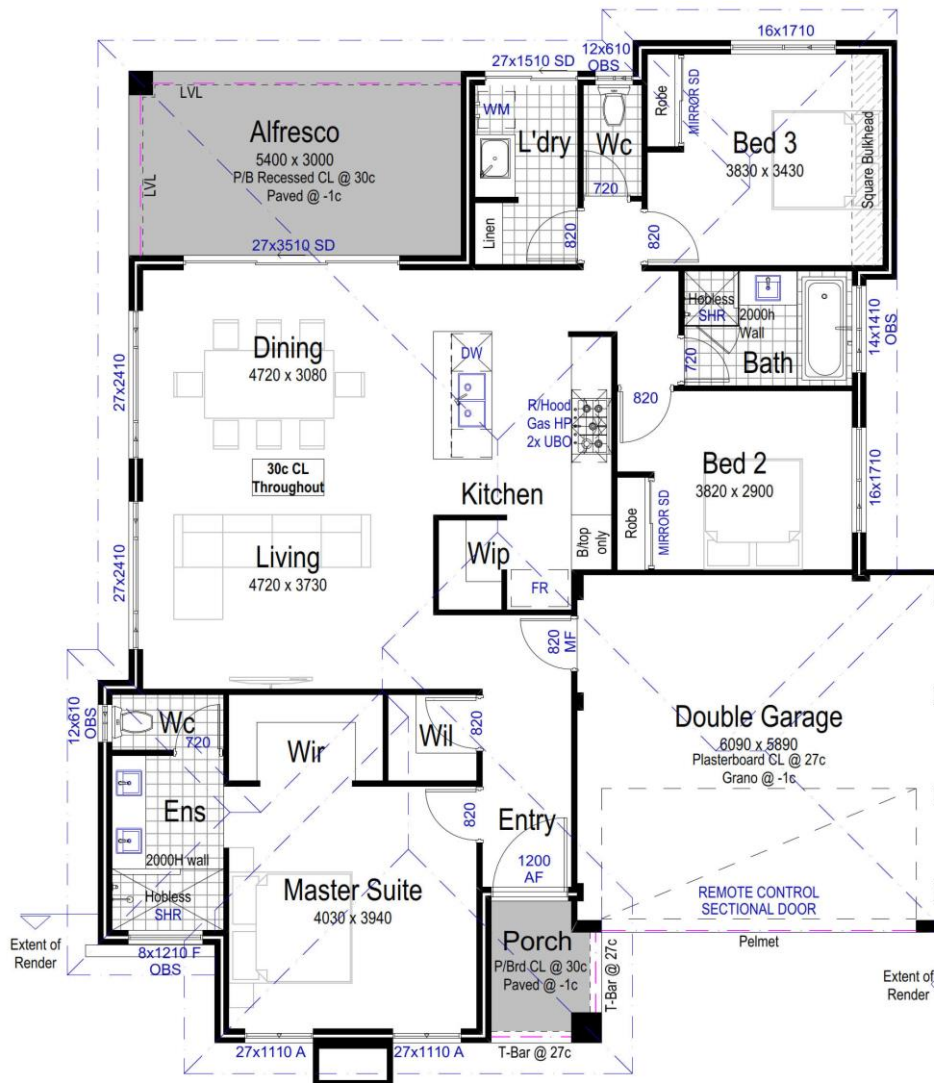 16x1710
12x610
OBS
27x1510 SD
LVL
LVL
Alfresco
5400 x 3000
P/B Recessed CL @ 30c
Paved @ -1c
27x3510 SD
WM
L'dry
Linen
820
Wc
720
Robe
MIRROR SD
Bed 3
3830 x 3430
Square Bulkhead
820
Hobless
SHR
2000h
Wall
Bath
720
14x1410
OBS
27x2410
Dining
4720 x 3080
DW
R/Hood
Gas HP
2x UBO
820
30c CL
Throughout
Kitchen
Bed 2
3820 x 2900
16x1710
Robe
MIRROR SD
B/top
only
Wip
FR
27x2410
Living
4720 x 3730
820
MF
12x610
OBS
Wc
720
Wir
Wil
820
Double Garage
6090 x 5890
Plasterboard CL @ 27c
Grano @ -1c
Ens
2000H wall
Hobless
SHR
820
Entry
1200
AF
Master Suite
4030 x 3940
REMOTE CONTROL
SECTIONAL DOOR
Pelmet
Extent of
Render
8x1210 F
OBS
Porch
P/Brd CL @ 30c
Paved @ -1c
T-Bar @ 27c
Extent of
Render
27x1110 A
27x1110 A
T-Bar @ 27c